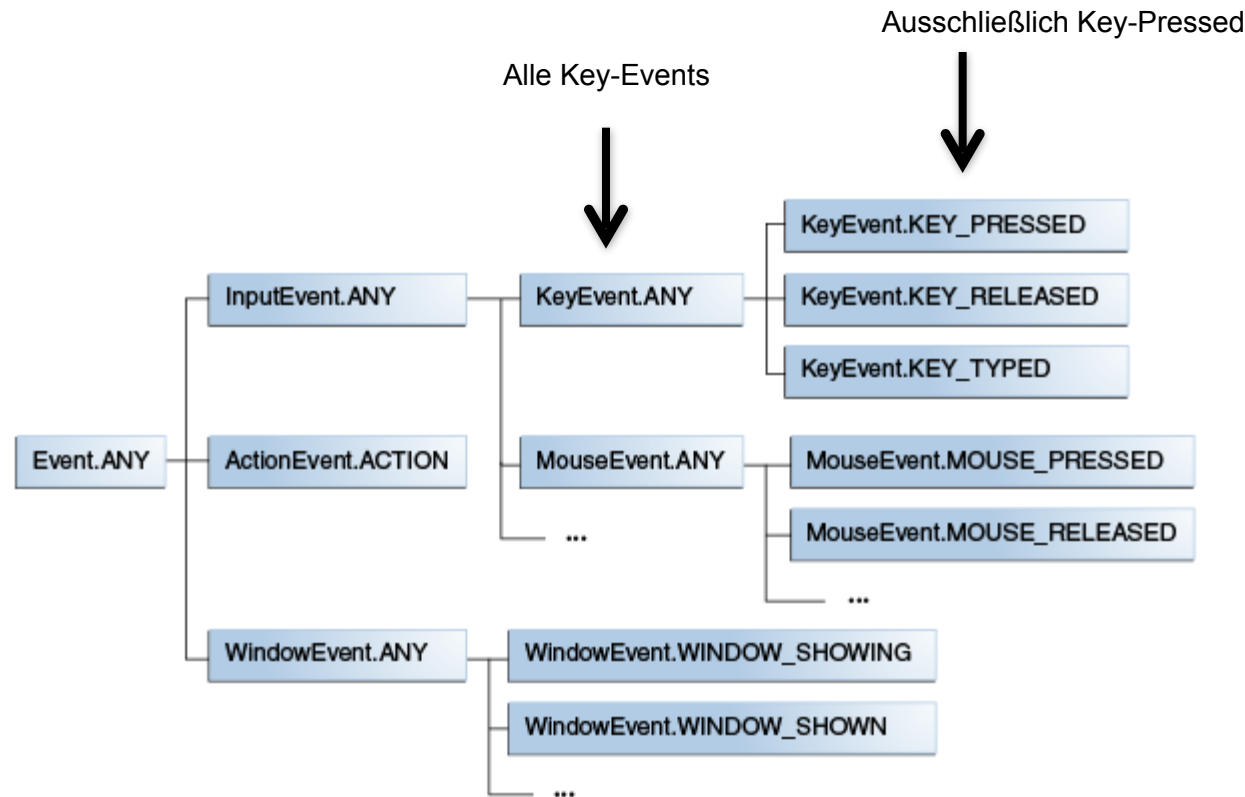 Ausschließlich Key-Pressed
Alle Key-Events
KeyEvent.KEY_PRESSED
InputEvent.ANY
KeyEvent.ANY
KeyEvent.KEY_RELEASED
KeyEvent.KEY_TYPED
Event.ANY
ActionEvent.ACTION
MouseEvent.ANY
MouseEvent.MOUSE_PRESSED
...
MouseEvent.MOUSE_RELEASED
...
WindowEvent.ANY
WindowEvent.WINDOW_SHOWING
WindowEvent.WINDOW_SHOWN
...